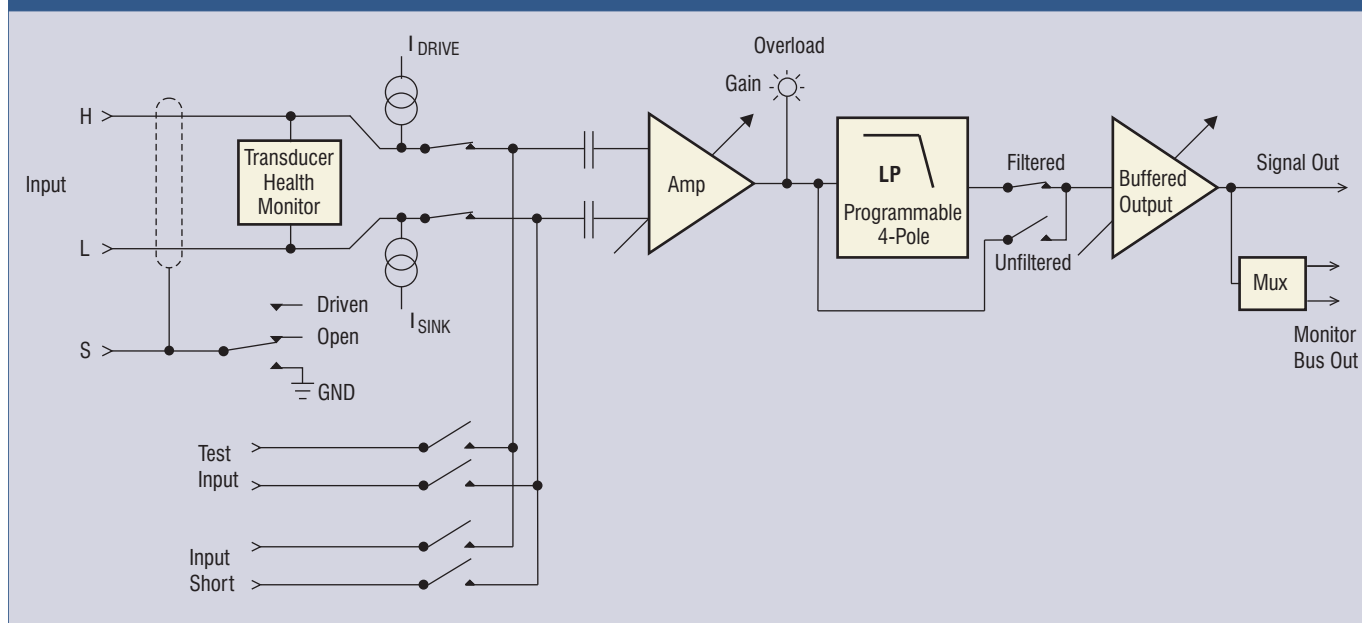 I DRIVE
Overload
Gain
H
Transducer
Health
Monitor
Input
L
I SINK
Driven
Open
S
GND
Amp
LP
Programmable
4-Pole
Filtered
Unfiltered
Buffered
Output
Signal Out
Mux
Monitor
Bus Out
Test
Input
Input
Short